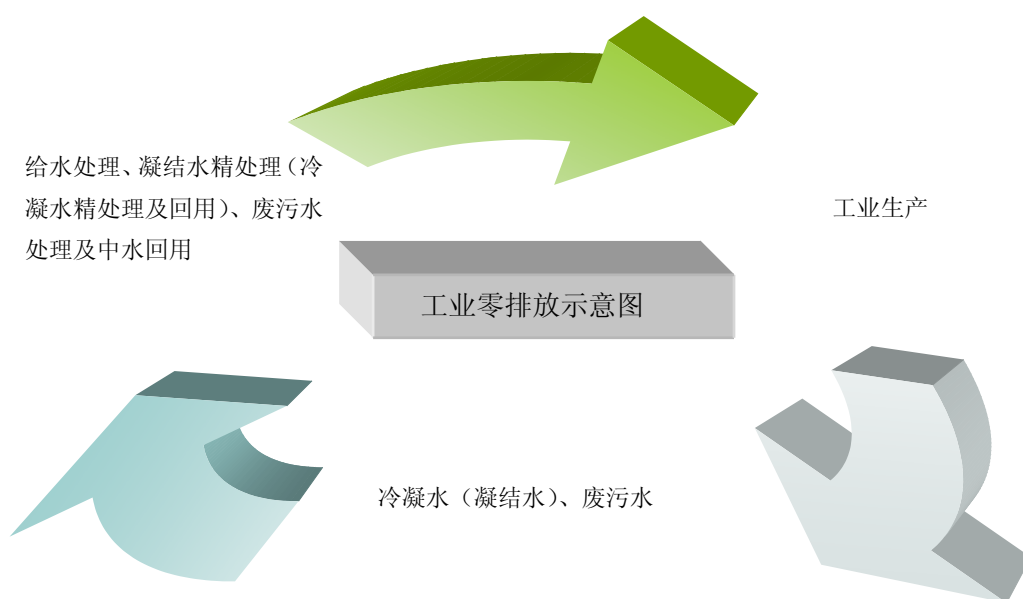 给水处理、凝结水精处理（冷
凝水精处理及回用）、废污水
处理及中水回用
工业生产
工业零排放示意图
冷凝水（凝结水）、废污水